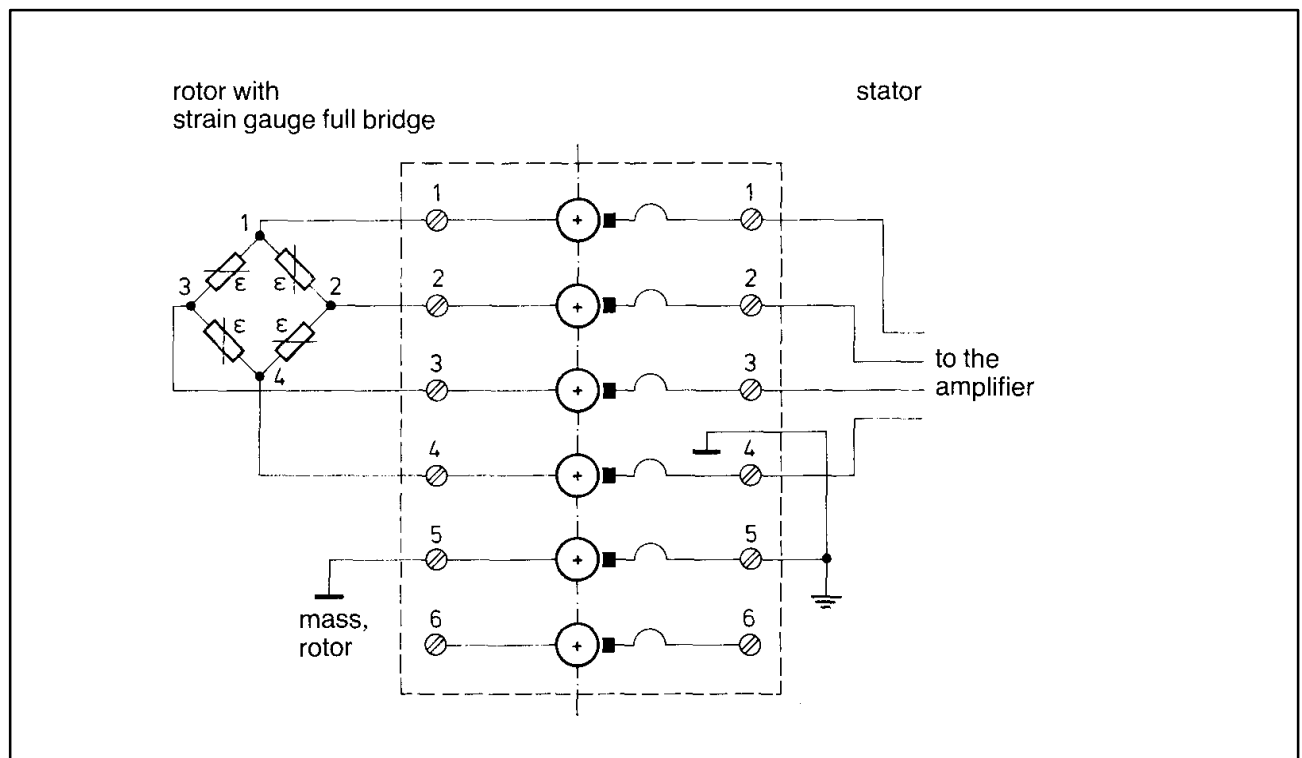 rotor with
strain gauge full bridge
stator
1
1
1
2
2
2
3
3
3
4
4
4
ε
ε
ε
ε
to the
amplifier
5
5
mass,
rotor
6
6